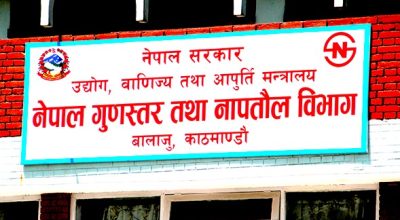 नेपाल सरकार
उद्योग, वाणिज्य तथा आपुर्ति मन्त्रालय
नेपाल गुणस्तर तथा नापतौल विभाग
बालाजु, काठमाण्डौ